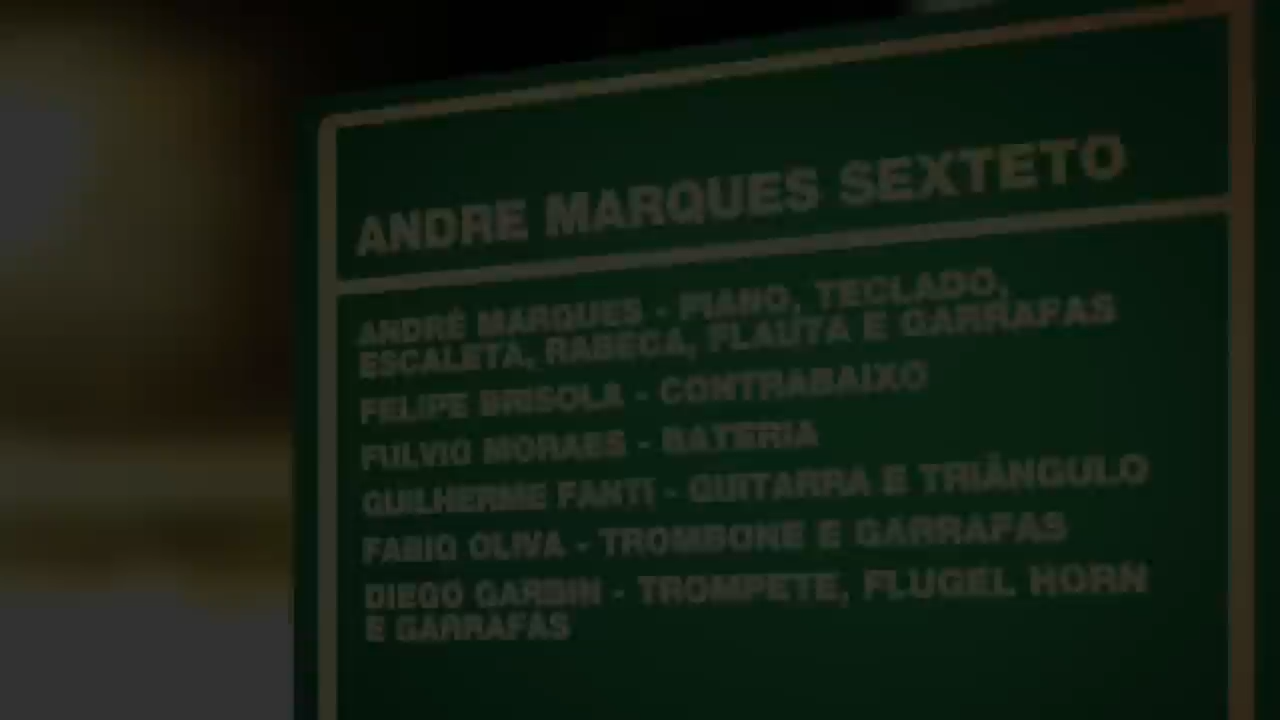 ANDRE MARQUES SEXTETO
ANDRÉ MARQUES - PIANO, TECLADO,
ESCALETA, RABECA, FLAUTA E GARRAFAS
FELIPE BRISOLA - CONTRABAIXO
FULVIO MORAES - BATERIA
GUILHERME FANTI - GUITARRA E TRIÂNGULO
FABIO OLIVA - TROMBONE E GARRAFAS
DIEGO GARBIN - TROMPETE, FLUGEL HORN
E GARRAFAS